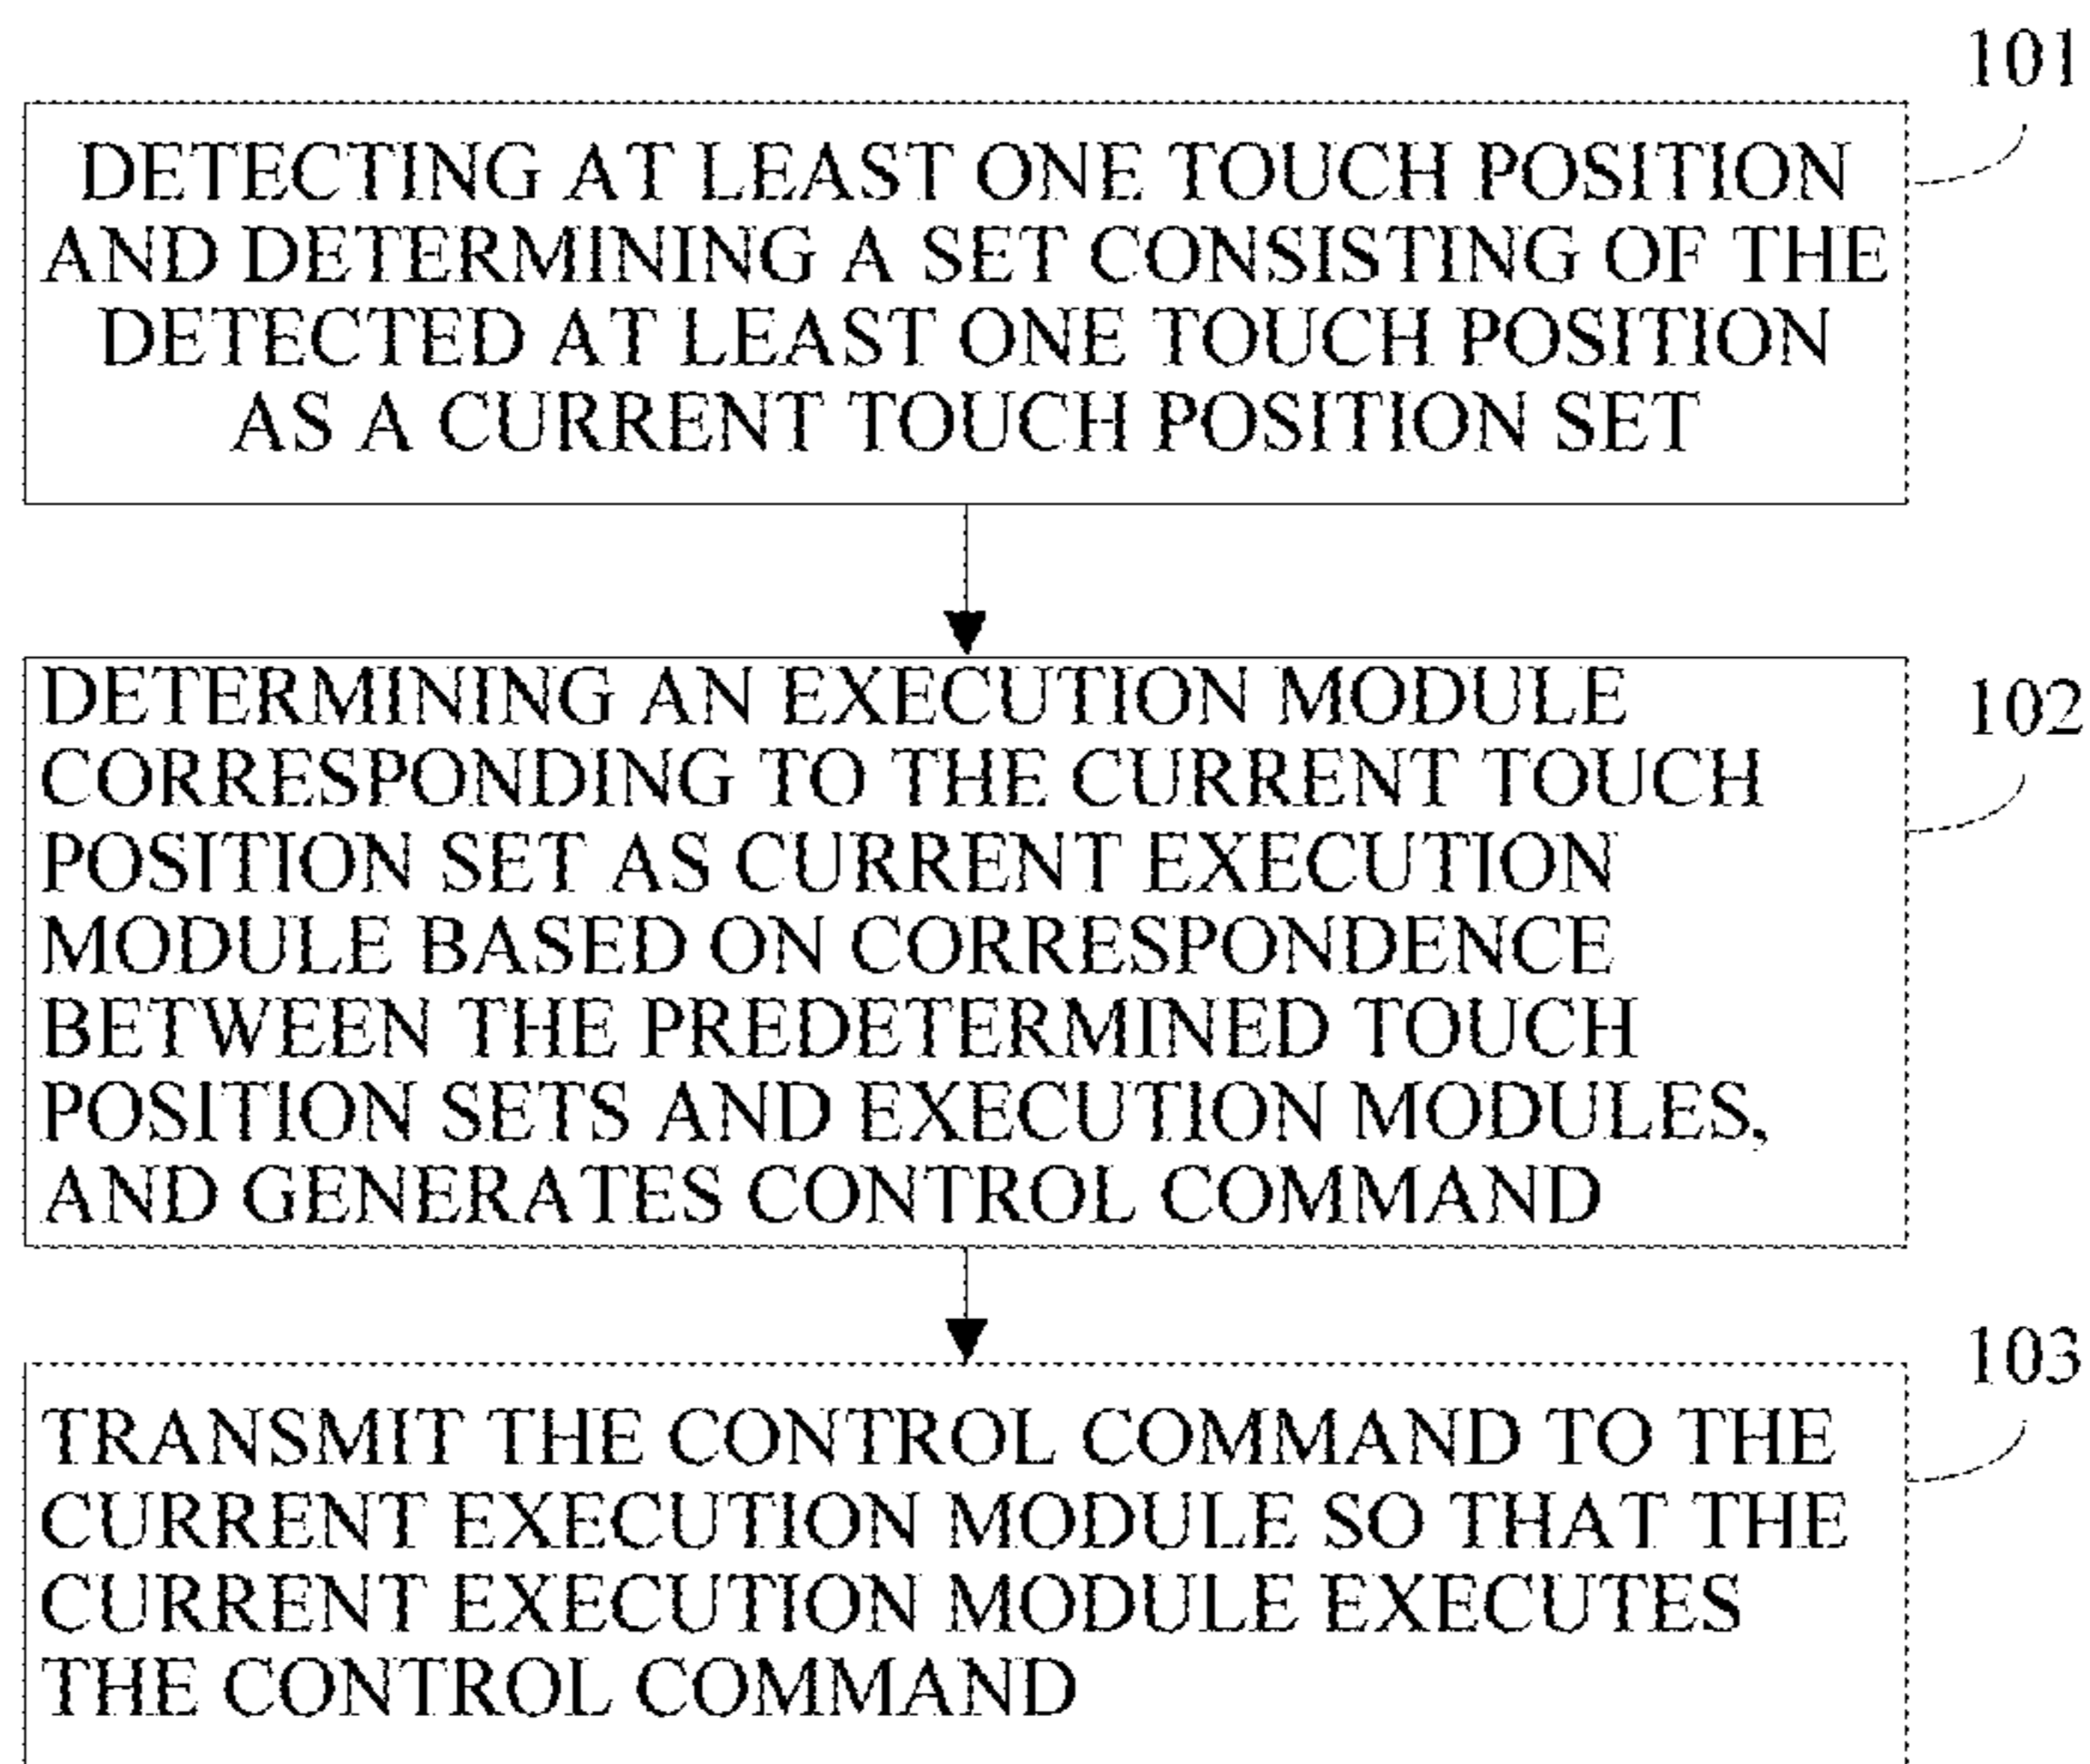 101
DETECTING AT LEAST ONE TOUCH POSITION
AND DETERMINING A SET CONSISTING OF THE
DETECTED AT LEAST ONE TOUCH POSITION
AS A CURRENT TOUCH POSITION SET
102
DETERMINING AN EXECUTION MODULE
CORRESPONDING TO THE CURRENT TOUCH
POSITION SET AS CURRENT EXECUTION
MODULE BASED ON CORRESPONDENCE
BETWEEN THE PREDETERMINED TOUCH
POSITION SETS AND EXECUTION MODULES,
AND GENERATES CONTROL COMMAND
103
TRANSMIT THE CONTROL COMMAND TO THE
CURRENT EXECUTION MODULE SO THAT THE
CURRENT EXECUTION MODULE EXECUTES
THE CONTROL COMMAND